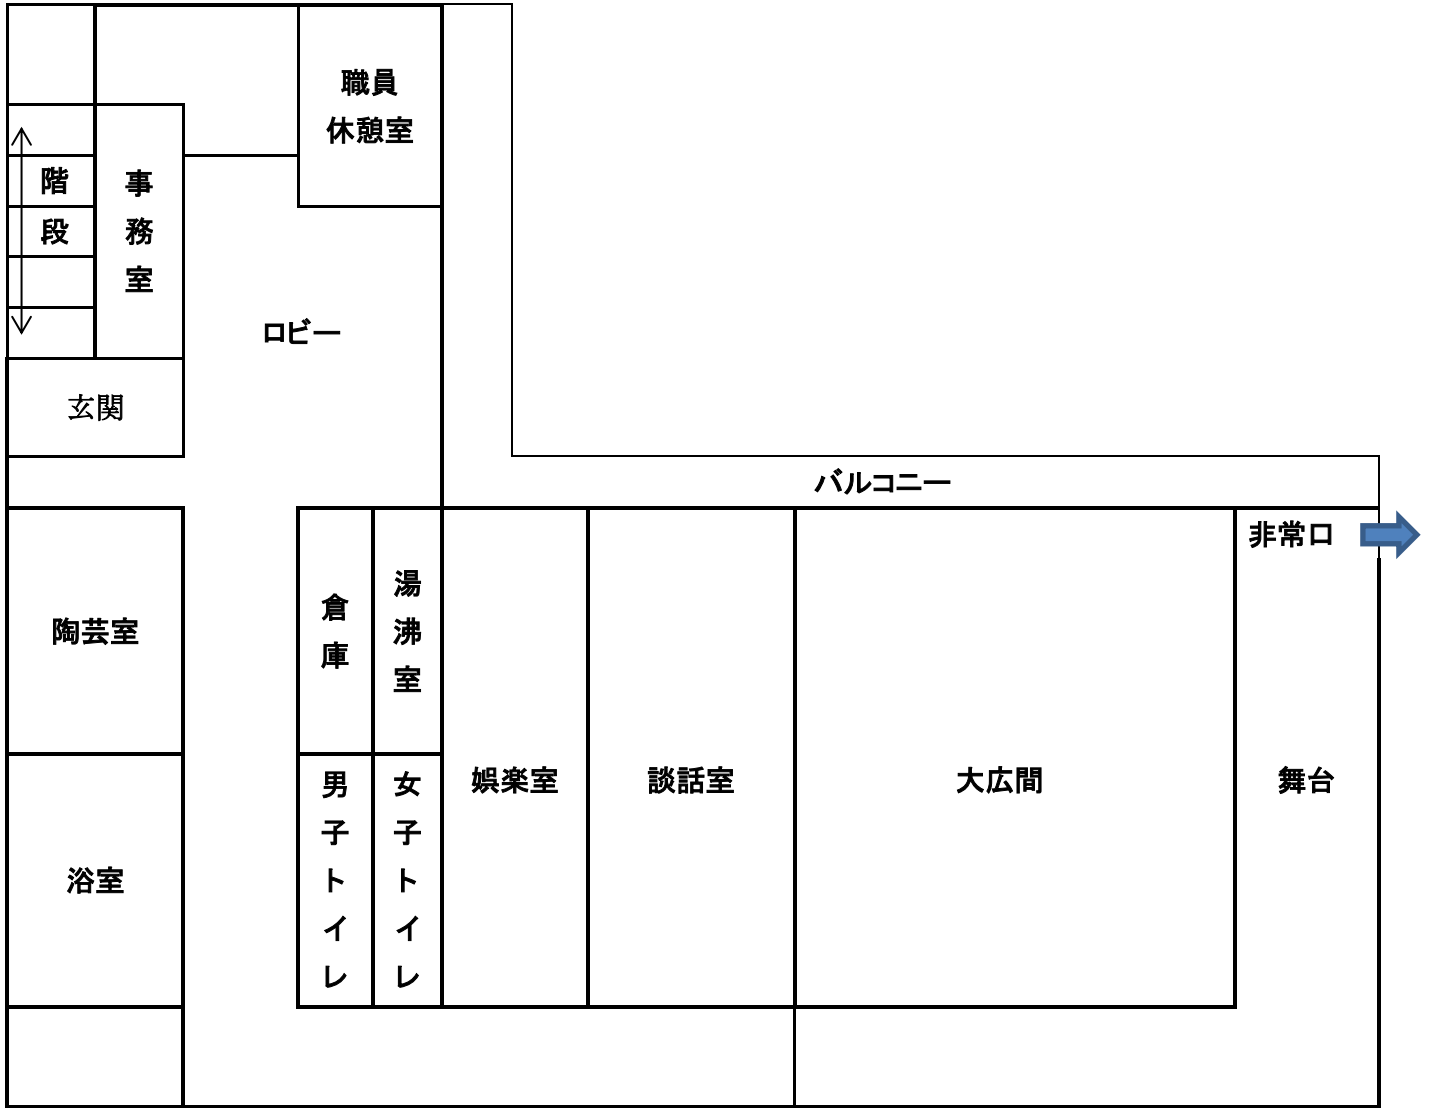 職員
休憩室
階
段
事
務
室
ロビー
玄関
バルコニー
非常口
陶芸室
倉
庫
湯
沸
室
浴室
男
子
ト
イ
レ
女
子
ト
イ
レ
娯楽室
談話室
大広間
舞台